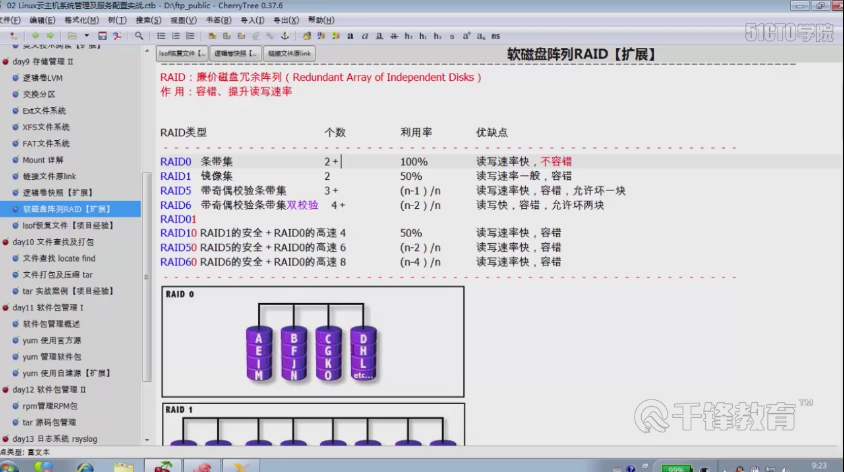 02 Linux云主机系统管理及服务配置实战.ctb - D:\ftp_public - CherryTree 0.37.6
文件(F) 编辑(E) 格式化(M) 树(T) 搜索(S) 视图(V) 书签(B) 导入(I) 导出(X) 帮助(H)
51CTO学院
lsof恢复文件【... 逻辑卷快照【... 链接文件原link
软磁盘阵列RAID【扩展】
day9 存储管理 II
逻辑卷LVM
交换分区
Ext文件系统
XFS文件系统
FAT文件系统
Mount 详解
链接文件原link
逻辑卷快照【扩展】
软磁盘阵列RAID【扩展】
lsof恢复文件【项目经验】
day10 文件查找及打包
文件查找 locate find
文件打包及压缩 tar
tar 实战案例【项目经验】
day11 软件包管理 I
软件包管理概述
yum 使用官方源
yum 管理软件包
yum 使用自建源【扩展】
day12 软件包管理 II
rpm管理RPM包
tar 源码包管理
day13 日志系统 rsyslog
RAID：廉价磁盘冗余阵列（Redundant Array of Independent Disks）
作 用：容错、提升读写速率
RAID类型 个数 利用率 优缺点
RAID0 条带集 2+ 100% 读写速率快，不容错
RAID1 镜像集 2 50% 读写速率一般，容错
RAID5 带奇偶校验条带集 3+ (n-1)/n 读写速率快，容错，允许坏一块
RAID6 带奇偶校验条带集双校验 4+ (n-2)/n 读写快，容错，允许坏两块
RAID01
RAID10 RAID1的安全+RAID0的高速 4 50% 读写速率快，容错
RAID50 RAID5的安全+RAID0的高速 6 (n-2)/n 读写速率快，容错
RAID60 RAID6的安全+RAID0的高速 8 (n-4)/n 读写速率快，容错
RAID 0
A B C D
E F G H
I J K L
M N O etc...
RAID 1
千锋教育™
点类型: 富文本
99%
9:23